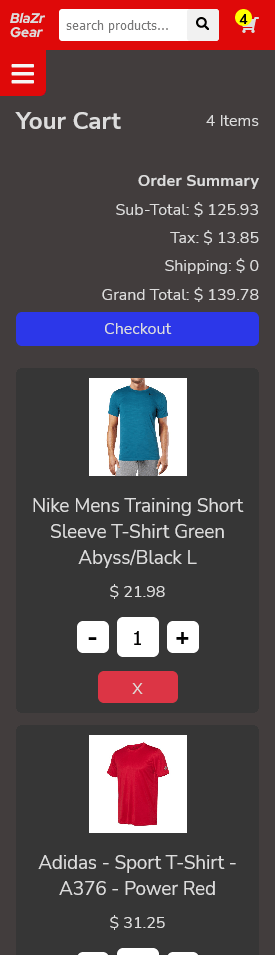 BlaZr
Gear
search products...
4
Your Cart
4 Items
Order Summary
Sub-Total: $ 125.93
Tax: $ 13.85
Shipping: $ 0
Grand Total: $ 139.78
Checkout
Nike Mens Training Short
Sleeve T-Shirt Green
Abyss/Black L
$ 21.98
- 1 +
X
Adidas - Sport T-Shirt -
A376 - Power Red
$ 31.25